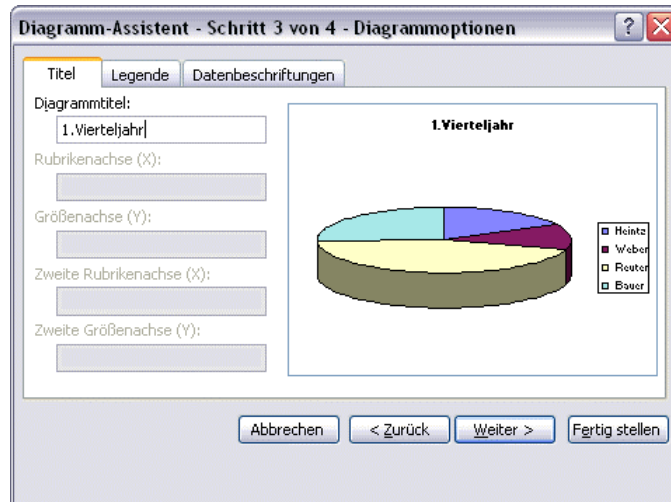 Diagramm-Assistent - Schritt 3 von 4 - Diagrammoptionen
Titel
Legende
Datenbeschriftungen
Diagrammtitel:
1.Vierteljahr
Rubrikenachse (X):
Größenachse (Y):
Zweite Rubrikenachse (X):
Zweite Größenachse (Y):
1.Vierteljahr
Heintz
Weber
Reuter
Bauer
Abbrechen
< Zurück
Weiter >
Fertig stellen